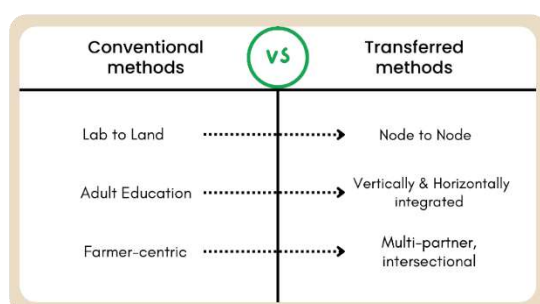 Conventional
methods
VS
Transferred
methods
Lab to Land
Node to Node
Adult Education
Vertically & Horizontally
integrated
Farmer-centric
Multi-partner,
intersectional